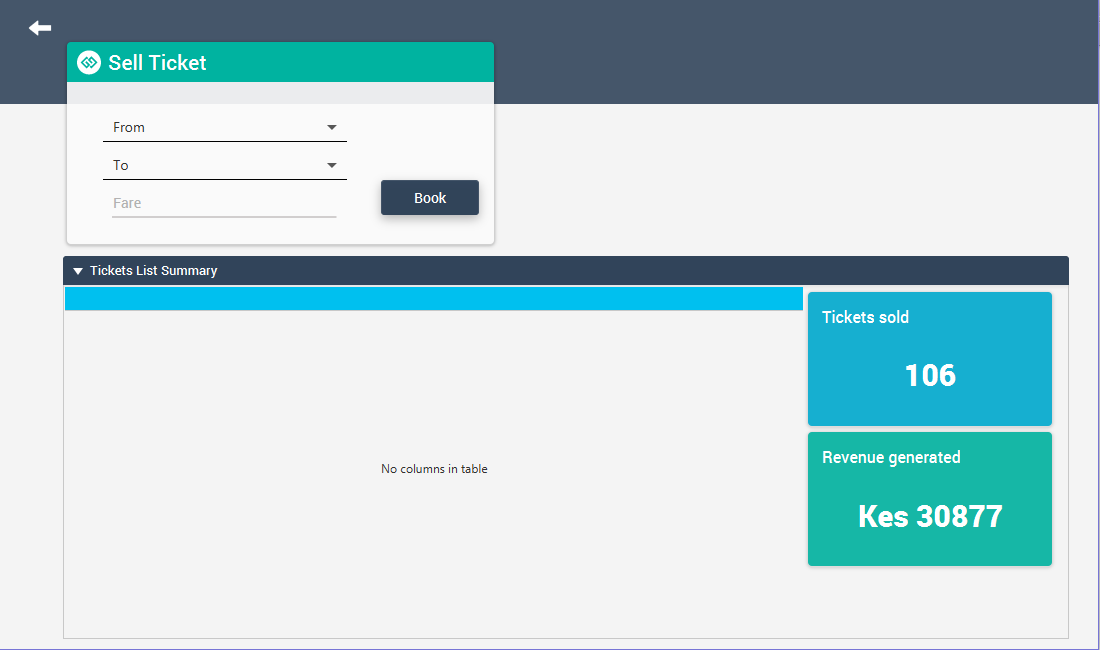 Sell Ticket
From
To
Fare
Book
Tickets List Summary
Tickets sold
106
No columns in table
Revenue generated
Kes 30877